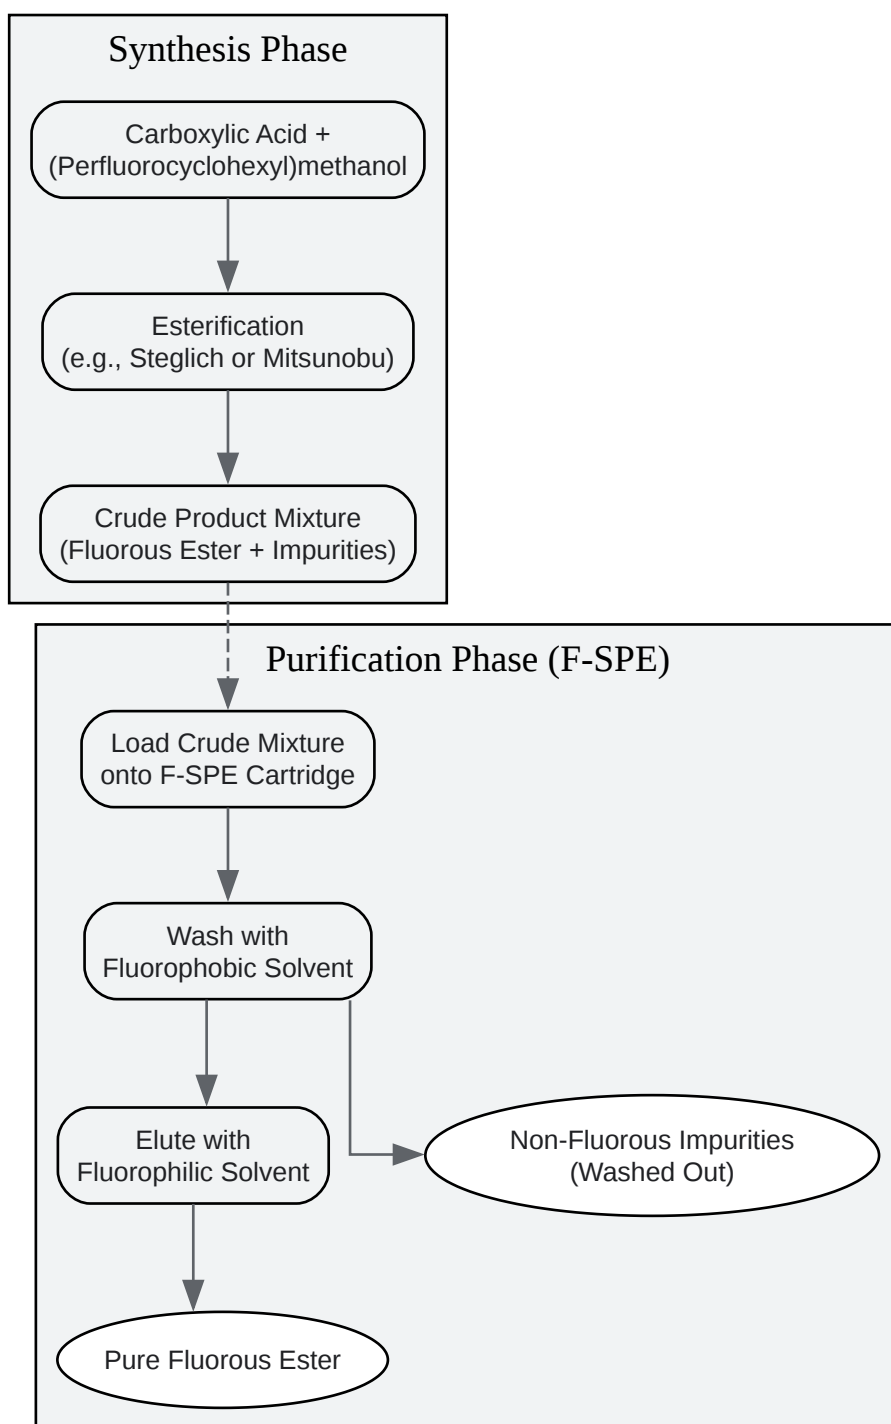 Synthesis Phase
Carboxylic Acid +
(Perfluorocyclohexyl)methanol
Esterification
(e.g., Steglich or Mitsunobu)
Crude Product Mixture
(Fluorous Ester + Impurities)
Purification Phase (F-SPE)
Load Crude Mixture
onto F-SPE Cartridge
Wash with
Fluorophobic Solvent
Elute with
Fluorophilic Solvent
Non-Fluorous Impurities
(Washed Out)
Pure Fluorous Ester